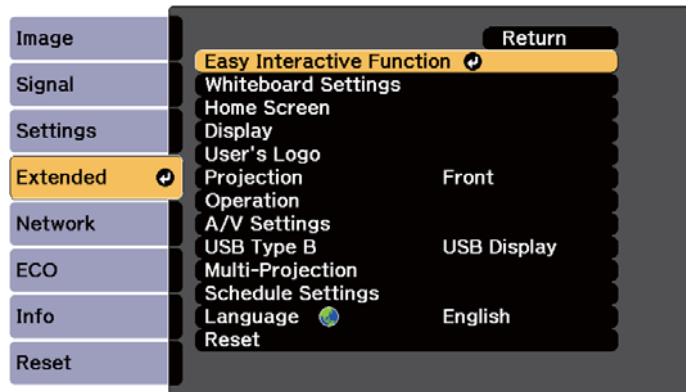 Image
Signal
Settings
Extended
Network
ECO
Info
Reset
Return
Easy Interactive Function
Whiteboard Settings
Home Screen
Display
User's Logo
Projection Front
Operation
A/V Settings
USB Type B USB Display
Multi-Projection
Schedule Settings
Language English
Reset